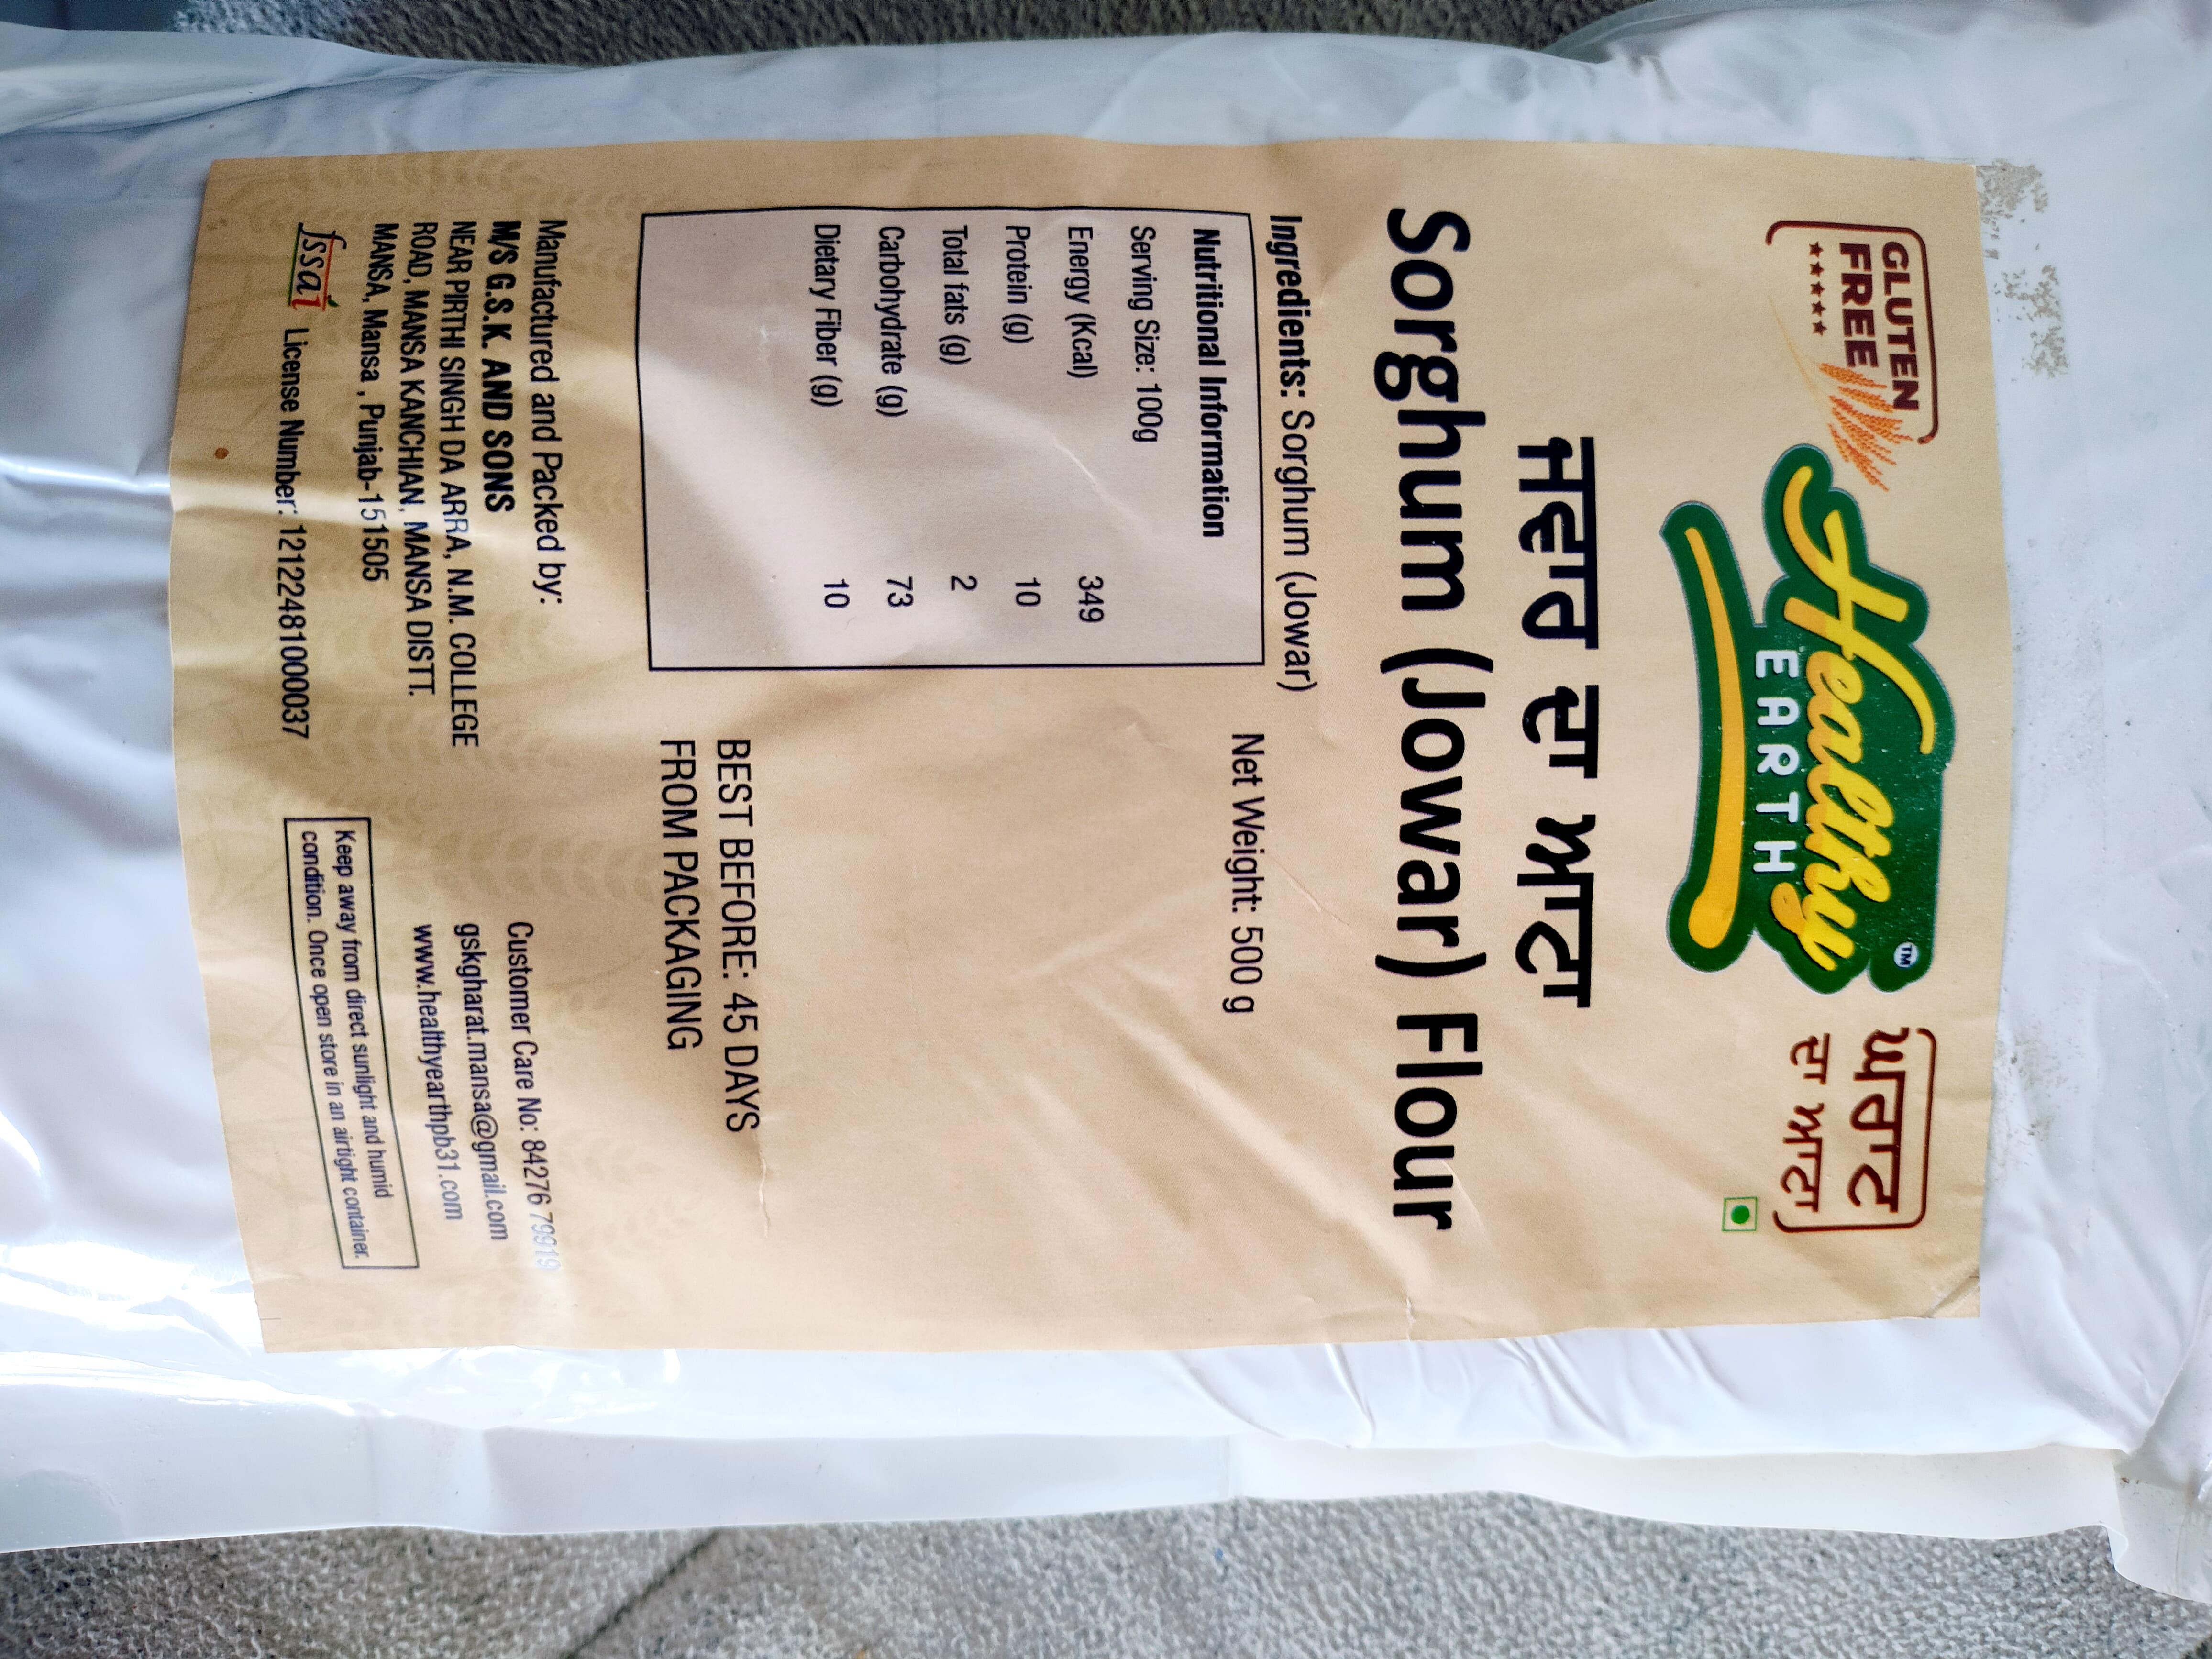 GLUTEN
FREE
Healthy
EARTH
TM
ਘਰਾਟ
ਦਾ ਆਟਾ
ਜਵਾਰ ਦਾ ਆਟਾ
Sorghum (Jowar) Flour
Ingredients: Sorghum (Jowar)
Net Weight: 500 g
Nutritional Information
Serving Size: 100g
Energy (Kcal) 349
Protein (g) 10
Total fats (g) 2
Carbohydrate (g) 73
Dietary Fiber (g) 10
BEST BEFORE: 45 DAYS
FROM PACKAGING
Manufactured and Packed by:
M/S G.S.K. AND SONS
NEAR PIRTHI SINGH DA ARRA, N.M. COLLEGE
ROAD, MANSA KANCHIAN, MANSA DISTT.
MANSA, Mansa , Punjab-151505
fssai License Number: 12122481000037
Customer Care No: 84276 79919
gskgharat.mansa@gmail.com
www.healthyearthpb31.com
Keep away from direct sunlight and humid
condition. Once open store in an airtight container.